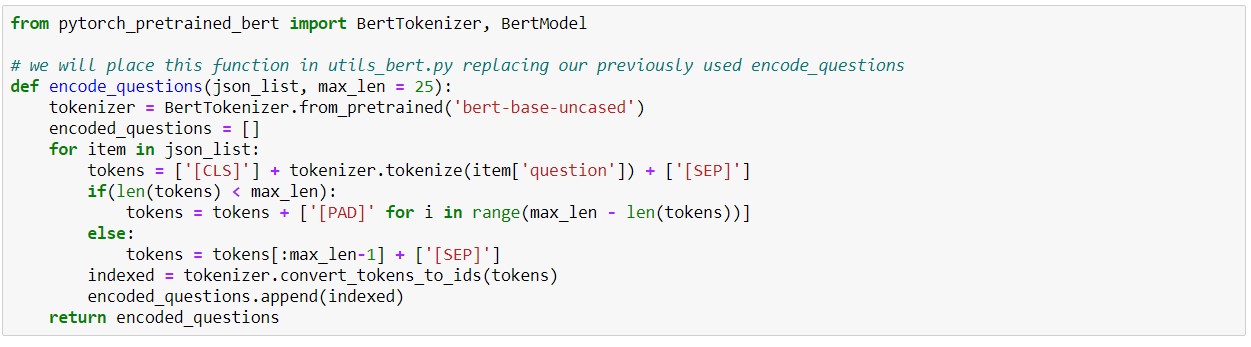 from pytorch_pretrained_bert import BertTokenizer, BertModel

# we will place this function in utils_bert.py replacing our previously used encode_questions
def encode_questions(json_list, max_len = 25):
    tokenizer = BertTokenizer.from_pretrained('bert-base-uncased')
    encoded_questions = []
    for item in json_list:
        tokens = ['[CLS]'] + tokenizer.tokenize(item['question']) + ['[SEP]']
        if(len(tokens) < max_len):
            tokens = tokens + ['[PAD]' for i in range(max_len - len(tokens))]
        else:
            tokens = tokens[:max_len-1] + ['[SEP]']
        indexed = tokenizer.convert_tokens_to_ids(tokens)
        encoded_questions.append(indexed)
    return encoded_questions